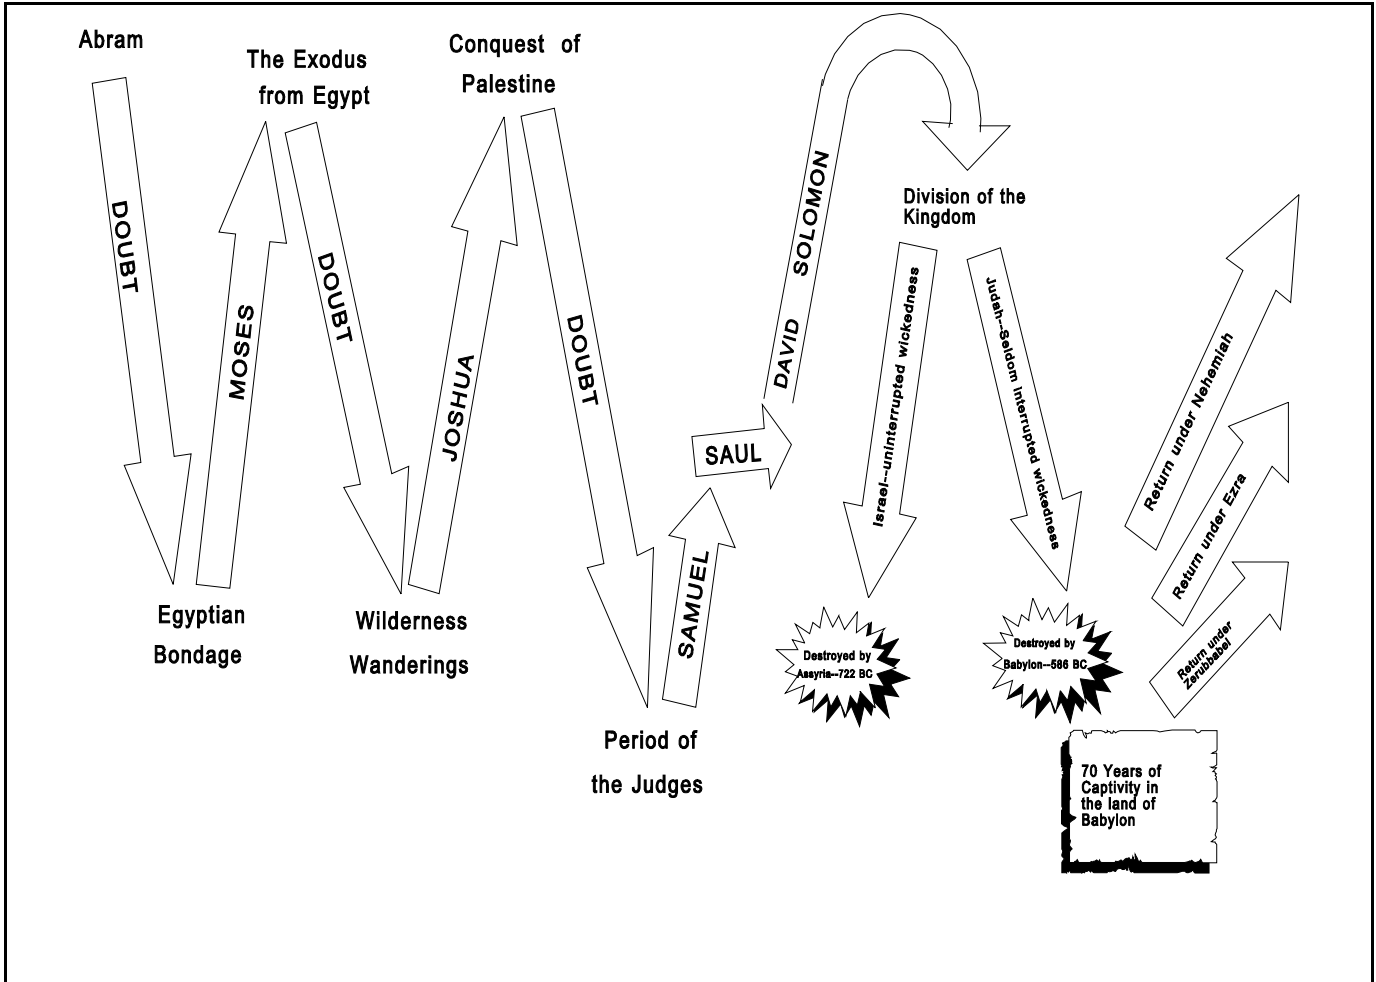 Abram
DOUBT
Egyptian
Bondage
MOSES
The Exodus
from Egypt
DOUBT
Wilderness
Wanderings
JOSHUA
Conquest of
Palestine
DOUBT
Period of
the Judges
SAMUEL
SAUL
DAVID SOLOMON
Division of the
Kingdom
Israel--uninterrupted wickedness
Destroyed by
Assyria--722 BC
Judah--Seldom interrupted wickedness
Destroyed by
Babylon--586 BC
70 Years of
Captivity in
the land of
Babylon
Return under
Zerubbabel
Return under Ezra
Return under Nehemiah